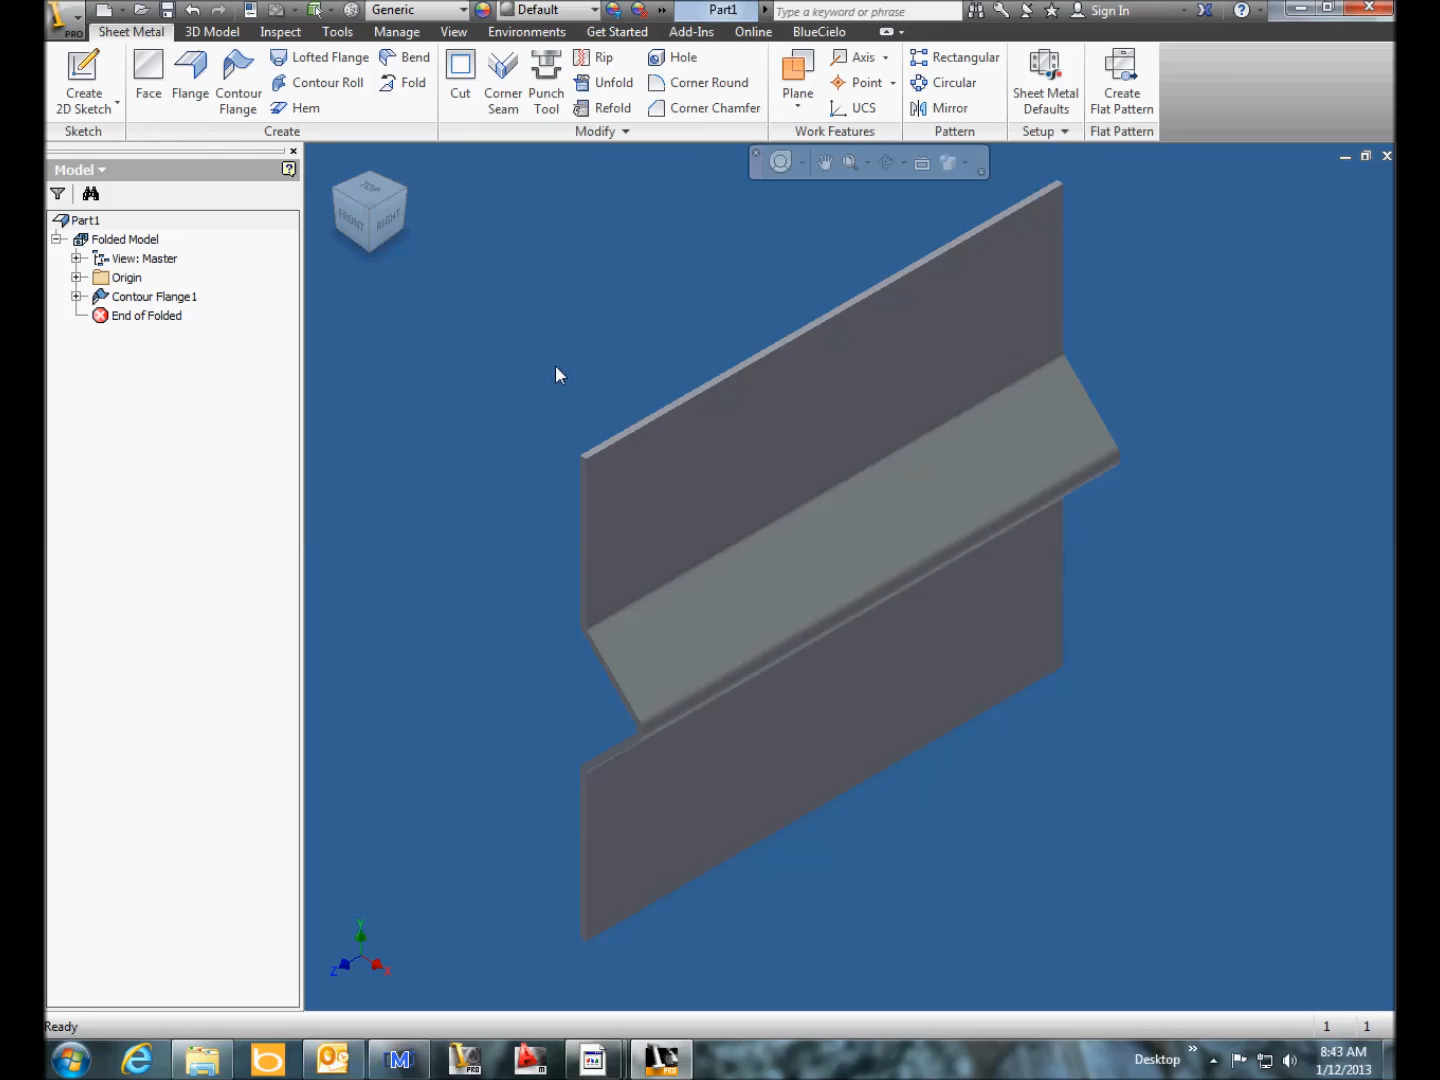 PRO
Generic
Default
Part1
Type a keyword or phrase
Sign In
Sheet Metal
3D Model
Inspect
Tools
Manage
View
Environments
Get Started
Add-Ins
Online
BlueCielo
Create
2D Sketch
Face
Flange
Contour
Flange
Lofted Flange
Contour Roll
Hem
Bend
Fold
Cut
Corner
Seam
Punch
Tool
Rip
Unfold
Refold
Hole
Corner Round
Corner Chamfer
Plane
Axis
Point
UCS
Rectangular
Circular
Mirror
Sheet Metal
Defaults
Create
Flat Pattern
Sketch
Create
Modify
Work Features
Pattern
Setup
Flat Pattern
Model
Part1
Folded Model
View: Master
Origin
Contour Flange1
End of Folded
TOP
FRONT
RIGHT
Y
Z
X
Ready
1
1
Desktop
8:43 AM
1/12/2013